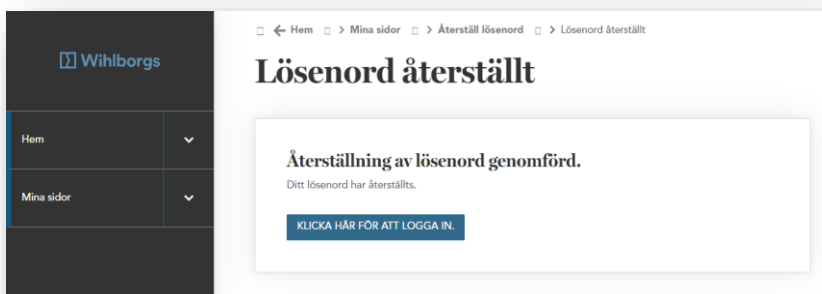 Wihlborgs
Hem
Mina sidor
Hem > Mina sidor > Återställ lösenord > Lösenord återställt
Lösenord återställt
Återställning av lösenord genomförd.
Ditt lösenord har återställts.
KLICKA HÄR FÖR ATT LOGGA IN.